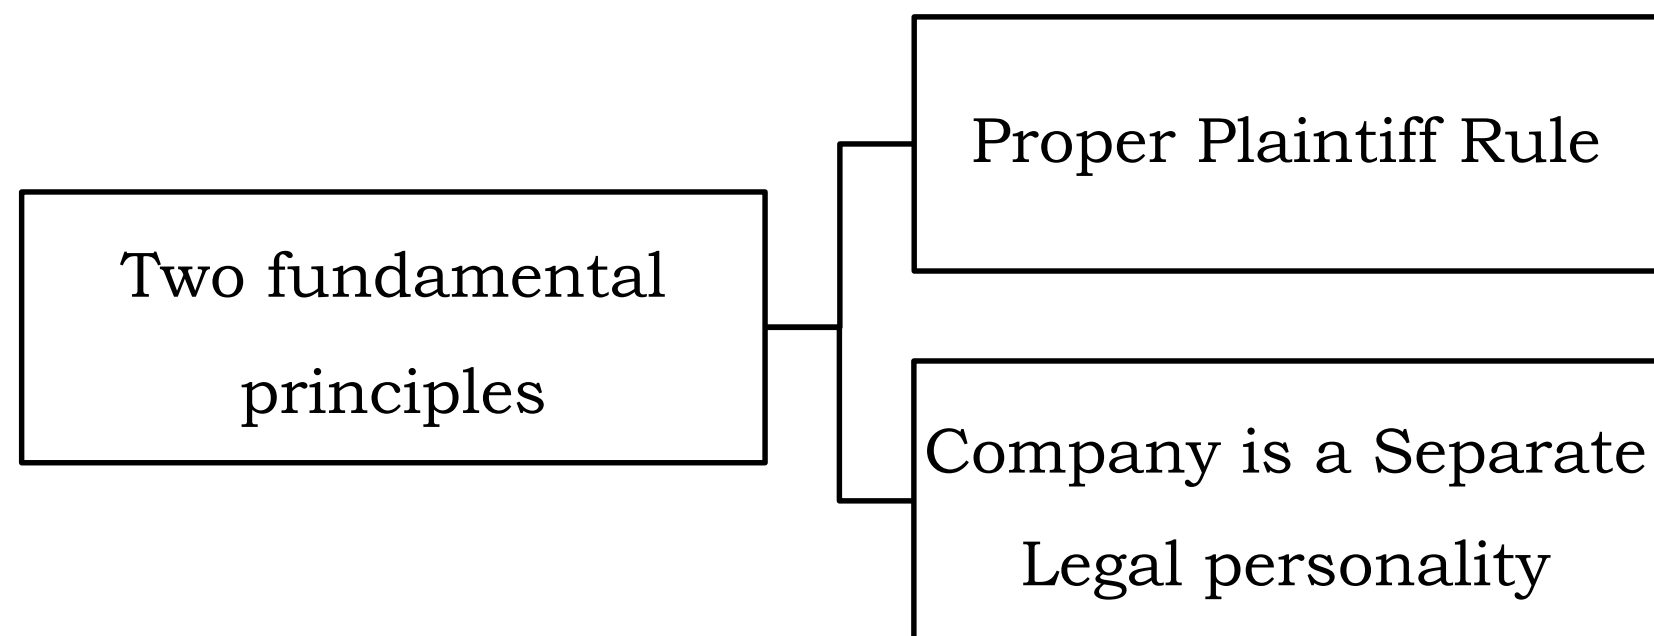 Two fundamental
principles
Proper Plaintiff Rule
Company is a Separate
Legal personality